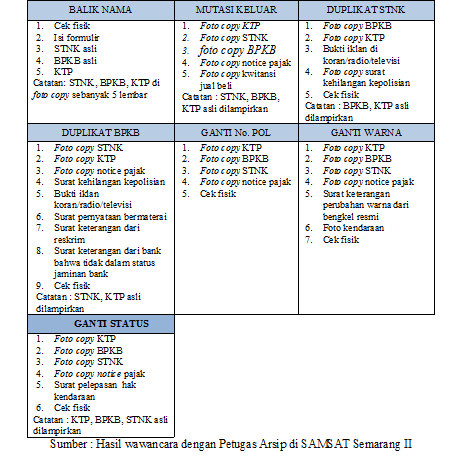 BALIK NAMA
1. Cek fisik
2. Isi formulir
3. STNK asli
4. BPKB asli
5. KTP
Catatan: STNK, BPKB, KTP di
foto copy sebanyak 5 lembar
MUTASI KELUAR
1. Foto copy KTP
2. Foto copy STNK
3. foto copy BPKB
4. Foto copy notice pajak
5. Foto copy kwitansi
jual beli
Catatan : STNK, BPKB,
KTP asli dilampirkan
DUPLIKAT STNK
1. Foto copy BPKB
2. Foto copy KTP
3. Bukti iklan di
koran/radio/televisi
4. Foto copy surat
kehilangan kepolisian
5. Cek fisik
Catatan : BPKB, KTP asli
dilampirkan
DUPLIKAT BPKB
1. Foto copy STNK
2. Foto copy KTP
3. Foto copy notice pajak
4. Surat kehilangan kepolisian
5. Bukti iklan
koran/radio/televisi
6. Surat pernyataan bermaterai
7. Surat keterangan dari
reskrim
8. Surat keterangan dari bank
bahwa tidak dalam status
jaminan bank
9. Cek fisik
Catatan : STNK, KTP asli
dilampirkan
GANTI No. POL
1. Foto copy KTP
2. Foto copy BPKB
3. Foto copy STNK
4. Foto copy notice pajak
5. Cek fisik
GANTI WARNA
1. Foto copy KTP
2. Foto copy BPKB
3. Foto copy STNK
4. Foto copy notice pajak
5. Surat keterangan
perubahan warna dari
bengkel resmi
6. Foto kendaraan
7. Cek fisik
GANTI STATUS
1. Foto copy KTP
2. Foto copy BPKB
3. Foto copy STNK
4. Foto copy notice pajak
5. Surat pelepasan hak
kendaraan
6. Cek fisik
Catatan : KTP, BPKB, STNK asli
dilampirkan
Sumber : Hasil wawancara dengan Petugas Arsip di SAMSAT Semarang II